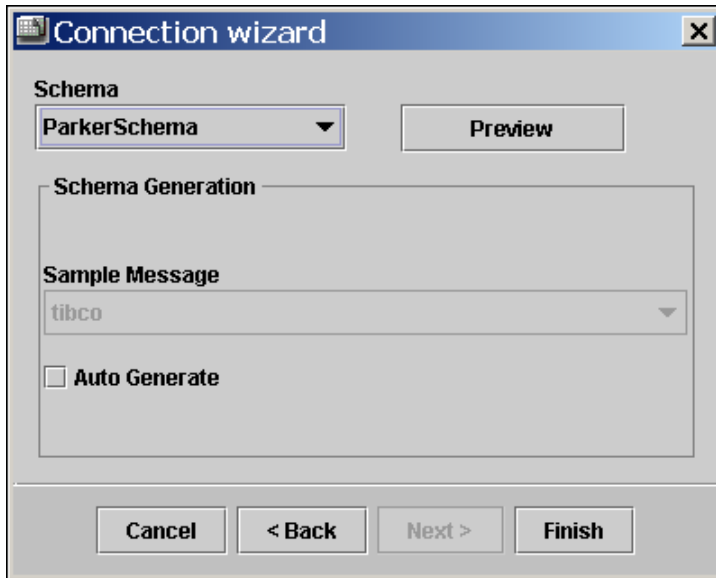 Connection wizard
Schema
ParkerSchema
Preview
Schema Generation
Sample Message
tibco
Auto Generate
Cancel
< Back
Next >
Finish